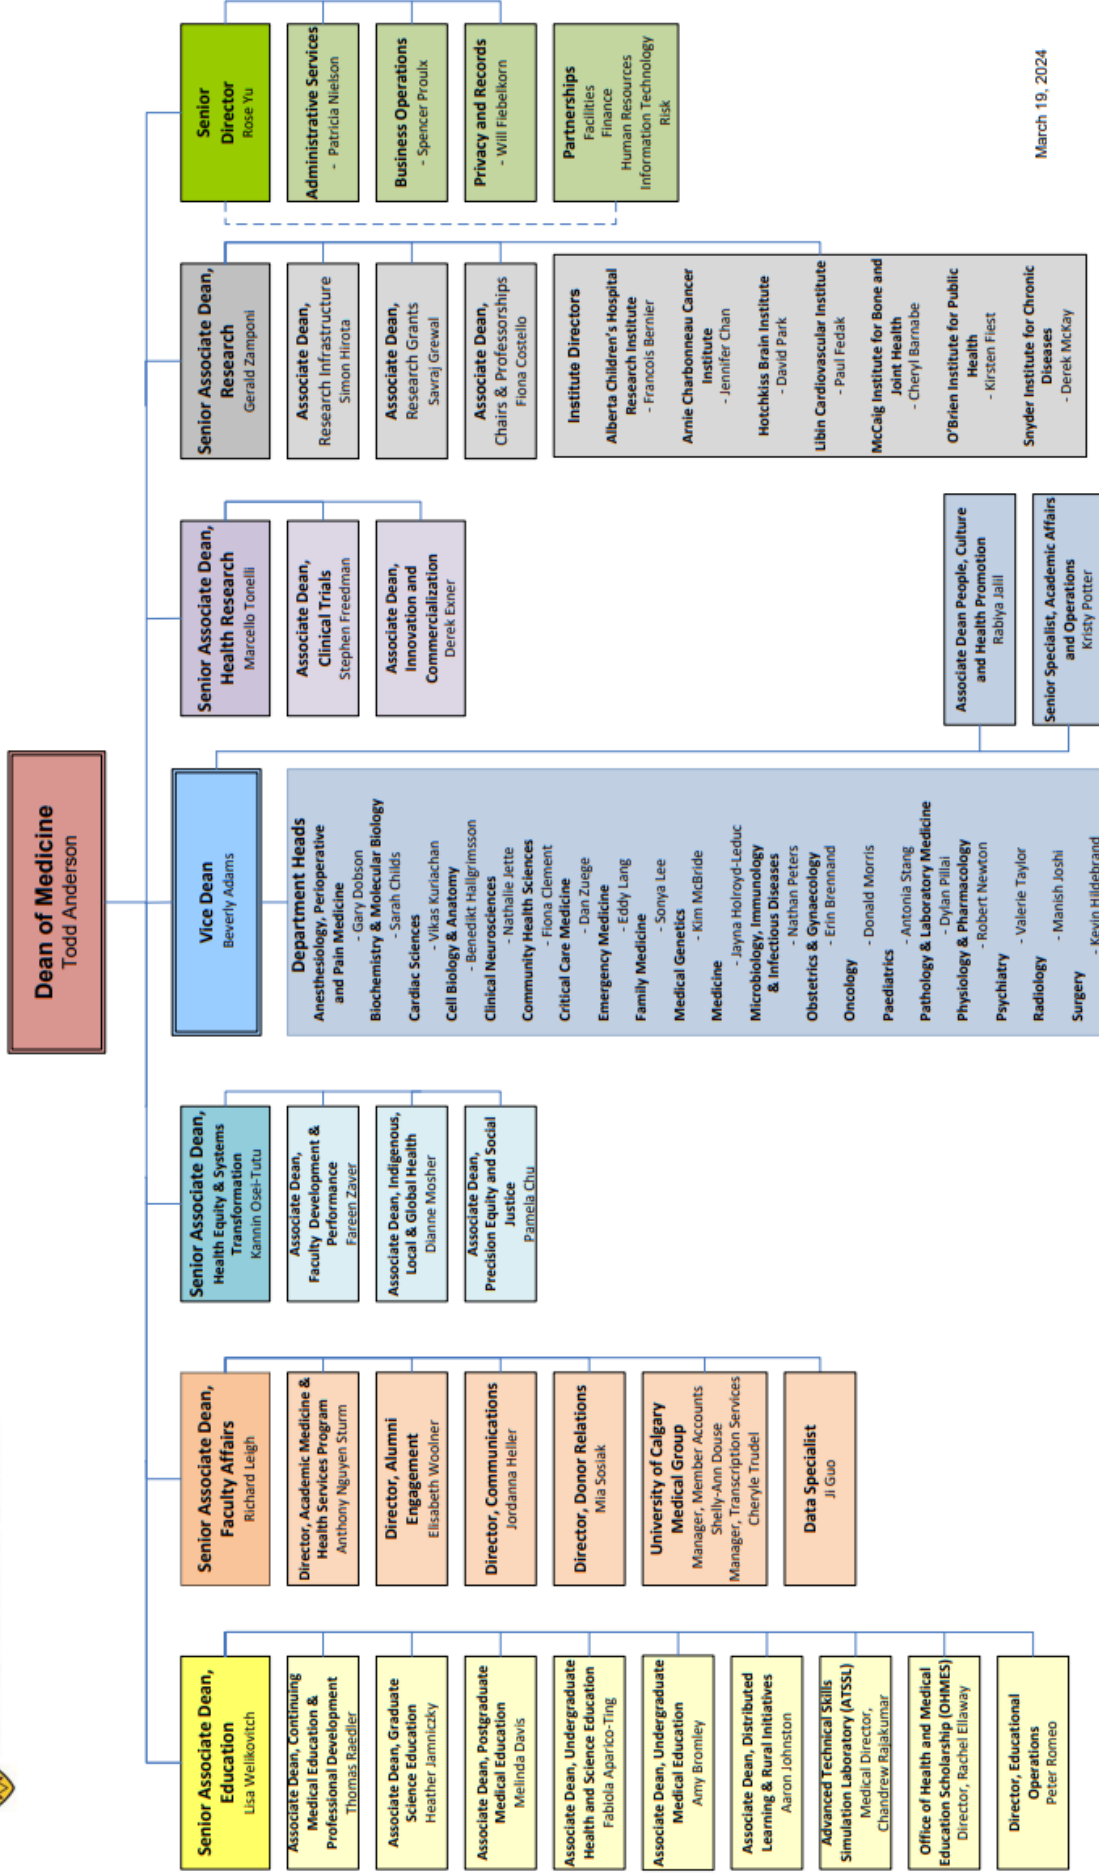 Dean of Medicine
Todd Anderson
Senior Associate Dean,
Education
Lisa Welikovitch
Associate Dean, Continuing
Medical Education &
Professional Development
Thomas Raedler
Associate Dean, Graduate
Science Education
Heather Jamniczky
Associate Dean, Postgraduate
Medical Education
Melinda Davis
Associate Dean, Undergraduate
Health and Science Education
Fabiola Aparico-Ting
Associate Dean, Undergraduate
Medical Education
Amy Bromley
Associate Dean, Distributed
Learning & Rural Initiatives
Aaron Johnston
Advanced Technical Skills
Simulation Laboratory (ATSSL)
Medical Director,
Chandrew Rajakumar
Office of Health and Medical
Education Scholarship (OHMES)
Director, Rachel Ellaway
Director, Educational
Operations
Peter Romeo
Senior Associate Dean,
Faculty Affairs
Richard Leigh
Director, Academic Medicine &
Health Services Program
Anthony Nguyen Sturm
Director, Alumni
Engagement
Elisabeth Woolner
Director, Communications
Jordanna Heller
Director, Donor Relations
Mia Sosiak
University of Calgary
Medical Group
Manager, Member Accounts
Shelly-Ann Douse
Manager, Transcription Services
Cheryle Trudel
Data Specialist
Ji Guo
Senior Associate Dean,
Health Equity & Systems
Transformation
Kannin Osei-Tutu
Associate Dean,
Faculty Development &
Performance
Fareen Zaver
Associate Dean, Indigenous,
Local & Global Health
Dianne Mosher
Associate Dean,
Precision Equity and Social
Justice
Pamela Chu
Vice Dean
Beverly Adams
Department Heads
Anesthesiology, Perioperative
and Pain Medicine
- Gary Dobson
Biochemistry & Molecular Biology
- Sarah Childs
Cardiac Sciences
- Vikas Kuriachan
Cell Biology & Anatomy
- Benedikt Hallgrimsson
Clinical Neurosciences
- Nathalie Jette
Community Health Sciences
- Fiona Clement
Critical Care Medicine
- Dan Zuege
Emergency Medicine
- Eddy Lang
Family Medicine
- Sonya Lee
Medical Genetics
- Kim McBride
Medicine
- Jayna Holroyd-Leduc
Microbiology, Immunology
& Infectious Diseases
- Nathan Peters
Obstetrics & Gynaecology
- Erin Brennand
Oncology
- Donald Morris
Paediatrics
- Antonia Stang
Pathology & Laboratory Medicine
- Dylan Pillai
Physiology & Pharmacology
- Robert Newton
Psychiatry
- Valerie Taylor
Radiology
- Manish Joshi
Surgery
- Kevin Hildebrand
Associate Dean People, Culture
and Health Promotion
Rabiya Jalil
Senior Specialist, Academic Affairs
and Operations
Kristy Potter
Senior Associate Dean,
Health Research
Marcello Tonelli
Associate Dean,
Clinical Trials
Stephen Freedman
Associate Dean,
Innovation and
Commercialization
Derek Exner
Senior Associate Dean,
Research
Gerald Zamponi
Associate Dean,
Research Infrastructure
Simon Hirota
Associate Dean,
Research Grants
Savraj Grewal
Associate Dean,
Chairs & Professorships
Fiona Costello
Institute Directors
Alberta Children's Hospital
Research Institute
- Francois Bernier
Arnie Charbonneau Cancer
Institute
- Jennifer Chan
Hotchkiss Brain Institute
- David Park
Libin Cardiovascular Institute
- Paul Fedak
McCaig Institute for Bone and
Joint Health
- Cheryl Barnabe
O'Brien Institute for Public
Health
- Kirsten Fiest
Snyder Institute for Chronic
Diseases
- Derek McKay
Senior
Director
Rose Yu
Administrative Services
- Patricia Nielson
Business Operations
- Spencer Proulx
Privacy and Records
- Will Fiebelkorn
Partnerships
Facilities
Finance
Human Resources
Information Technology
Risk
March 19, 2024